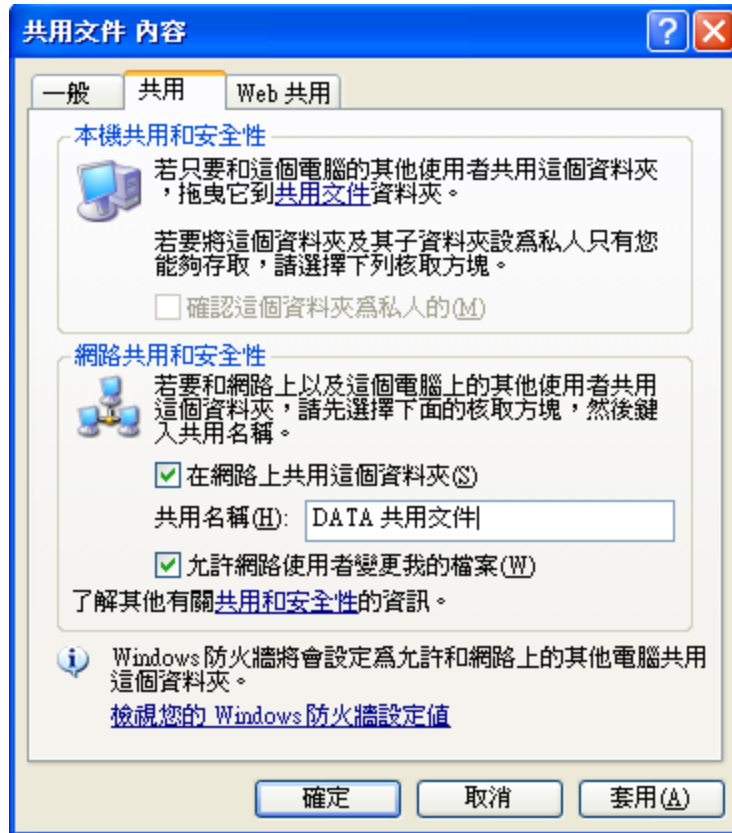 共用文件 內容
一般
共用
Web 共用
本機共用和安全性
若只要和這個電腦的其他使用者共用這個資料夾
，拖曳它到共用文件資料夾。
若要將這個資料夾及其子資料夾設為私人只有您
能夠存取，請選擇下列核取方塊。
確認這個資料夾為私人的(M)
網路共用和安全性
若要和網路上以及這個電腦上的其他使用者共用
這個資料夾，請先選擇下面的核取方塊，然後鍵
入共用名稱。
在網路上共用這個資料夾(S)
共用名稱(H): DATA 共用文件
允許網路使用者變更我的檔案(W)
了解其他有關共用和安全性的資訊。
Windows 防火牆將會設定為允許和網路上的其他電腦共用
這個資料夾。
檢視您的 Windows 防火牆設定值
確定
取消
套用(A)